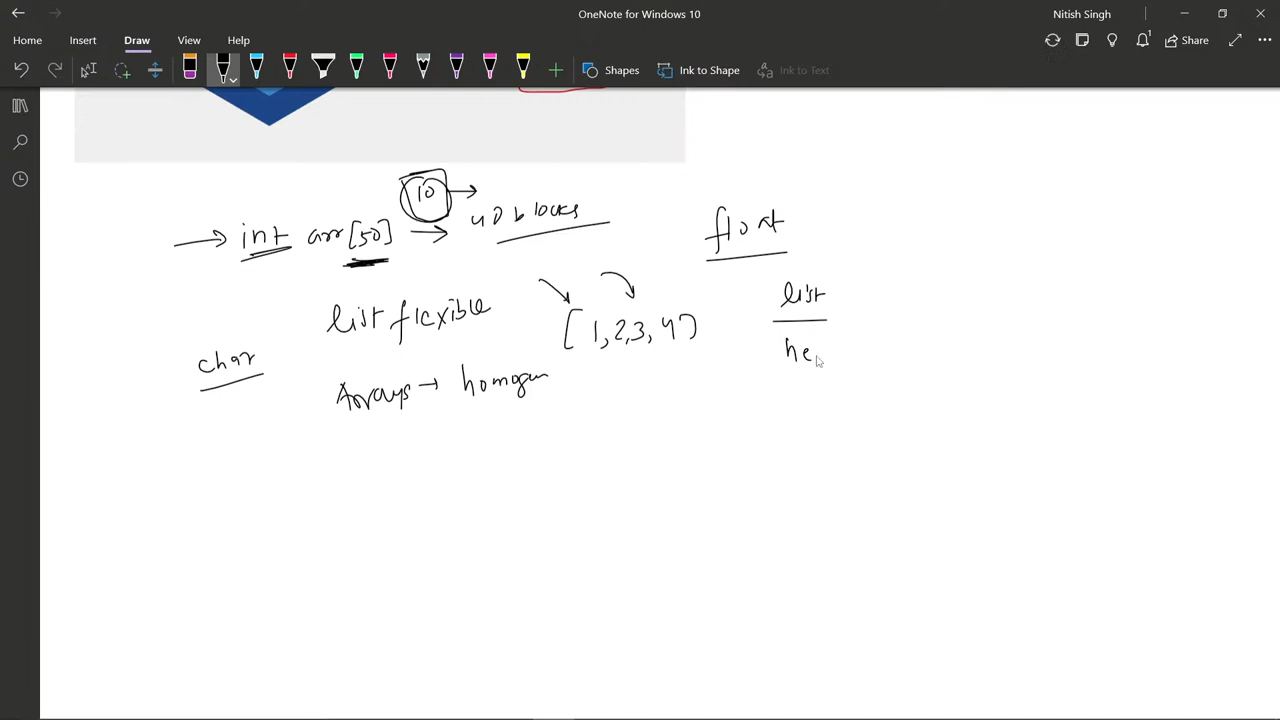 OneNote for Windows 10
Nitish Singh
Home
Insert
Draw
View
Help
Share
Shapes
Ink to Shape
Ink to Text
10
int arr[50]
40 blocks
float
list flexible
[1,2,3,4]
list
he
char
Arrays → homogen